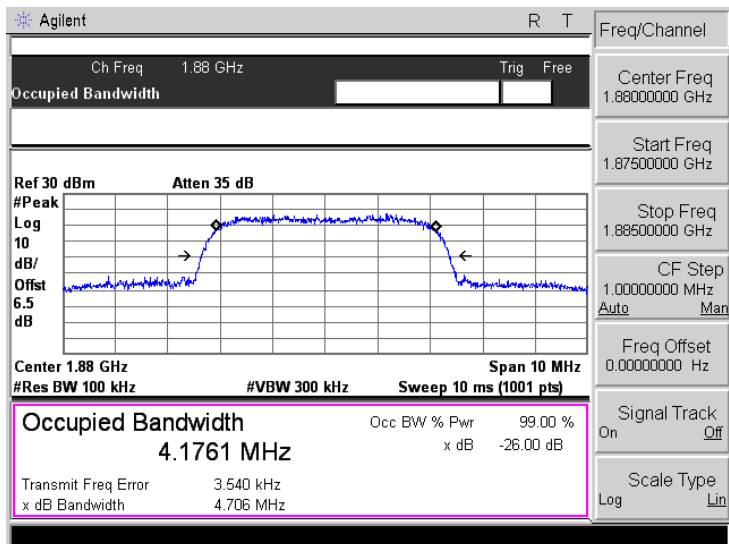 Agilent R T
Ch Freq 1.88 GHz Trig Free
Occupied Bandwidth
Ref 30 dBm Atten 35 dB
#Peak
Log
10
dB/
Offst
6.5
dB
Center 1.88 GHz Span 10 MHz
#Res BW 100 kHz #VBW 300 kHz Sweep 10 ms (1001 pts)
Occupied Bandwidth Occ BW % Pwr 99.00 %
4.1761 MHz x dB -26.00 dB
Transmit Freq Error 3.540 kHz
x dB Bandwidth 4.706 MHz
Freq/Channel
Center Freq
1.88000000 GHz
Start Freq
1.87500000 GHz
Stop Freq
1.88500000 GHz
CF Step
1.00000000 MHz
Auto Man
Freq Offset
0.00000000 Hz
Signal Track
On Off
Scale Type
Log Lin